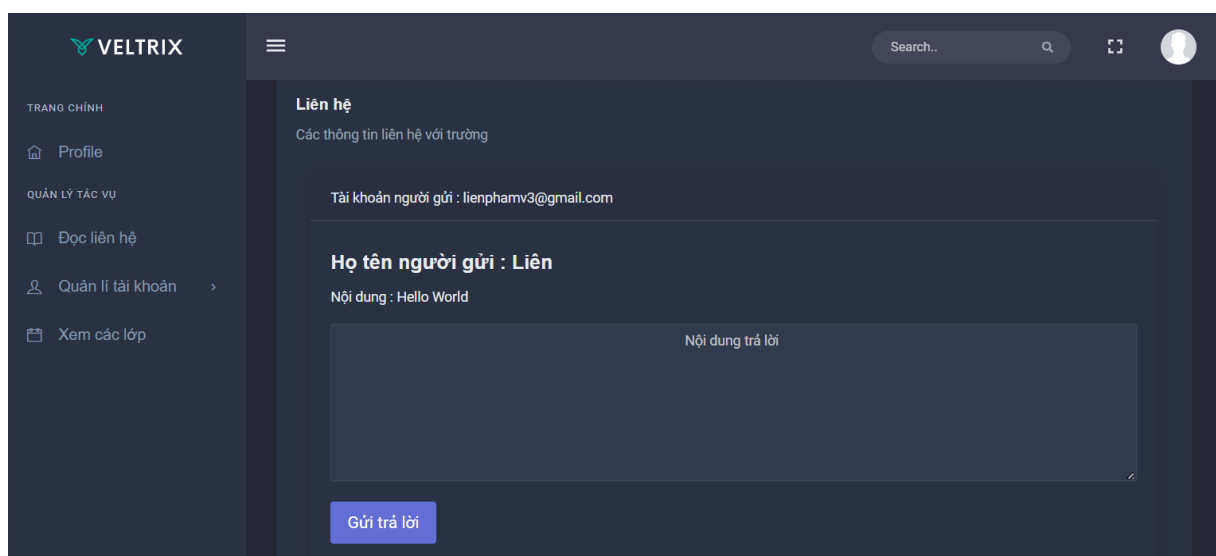 VELTRIX
Search..
TRANG CHÍNH
Profile
QUẢN LÝ TÁC VỤ
Đọc liên hệ
Quản lí tài khoản
Xem các lớp
Liên hệ
Các thông tin liên hệ với trường
Tài khoản người gửi : lienphamv3@gmail.com
Họ tên người gửi : Liên
Nội dung : Hello World
Nội dung trả lời
Gửi trả lời